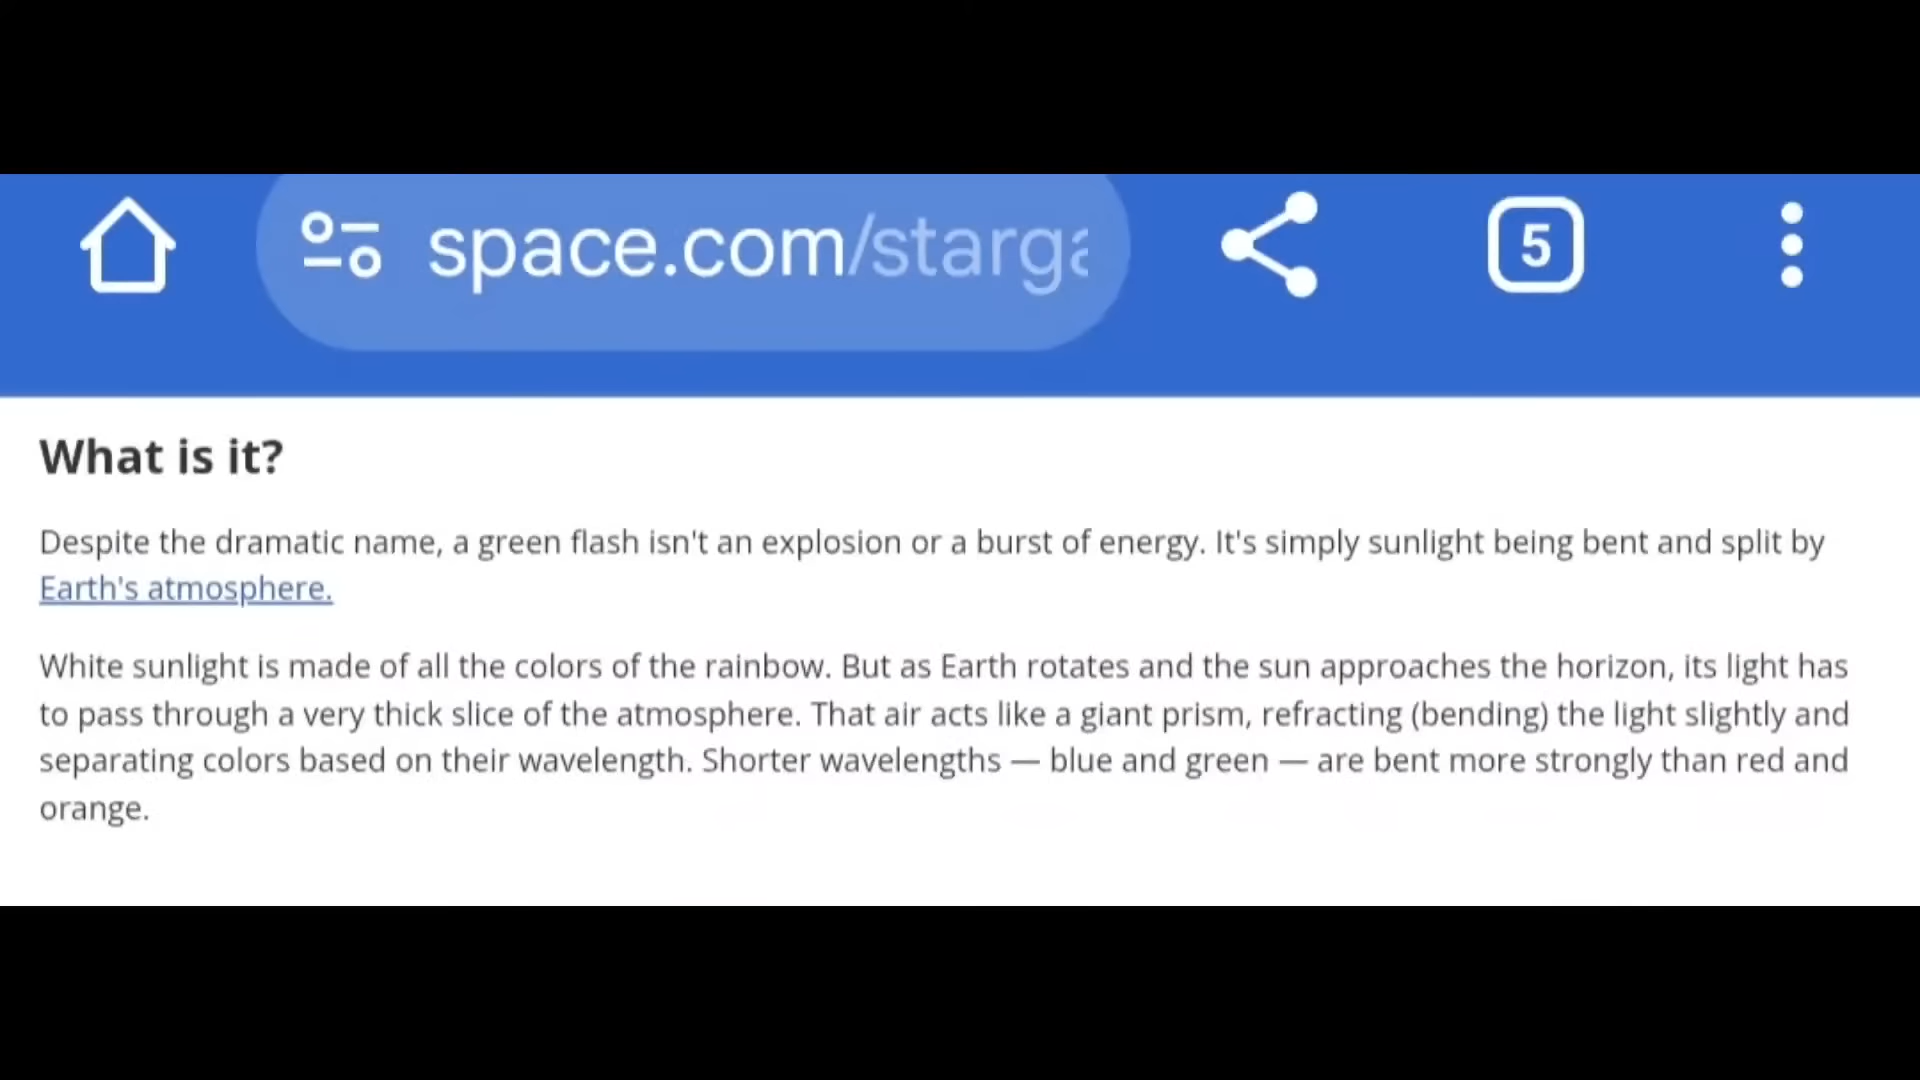 space.com/starga
5
What is it?
Despite the dramatic name, a green flash isn't an explosion or a burst of energy. It's simply sunlight being bent and split by
Earth's atmosphere.
White sunlight is made of all the colors of the rainbow. But as Earth rotates and the sun approaches the horizon, its light has
to pass through a very thick slice of the atmosphere. That air acts like a giant prism, refracting (bending) the light slightly and
separating colors based on their wavelength. Shorter wavelengths — blue and green — are bent more strongly than red and
orange.